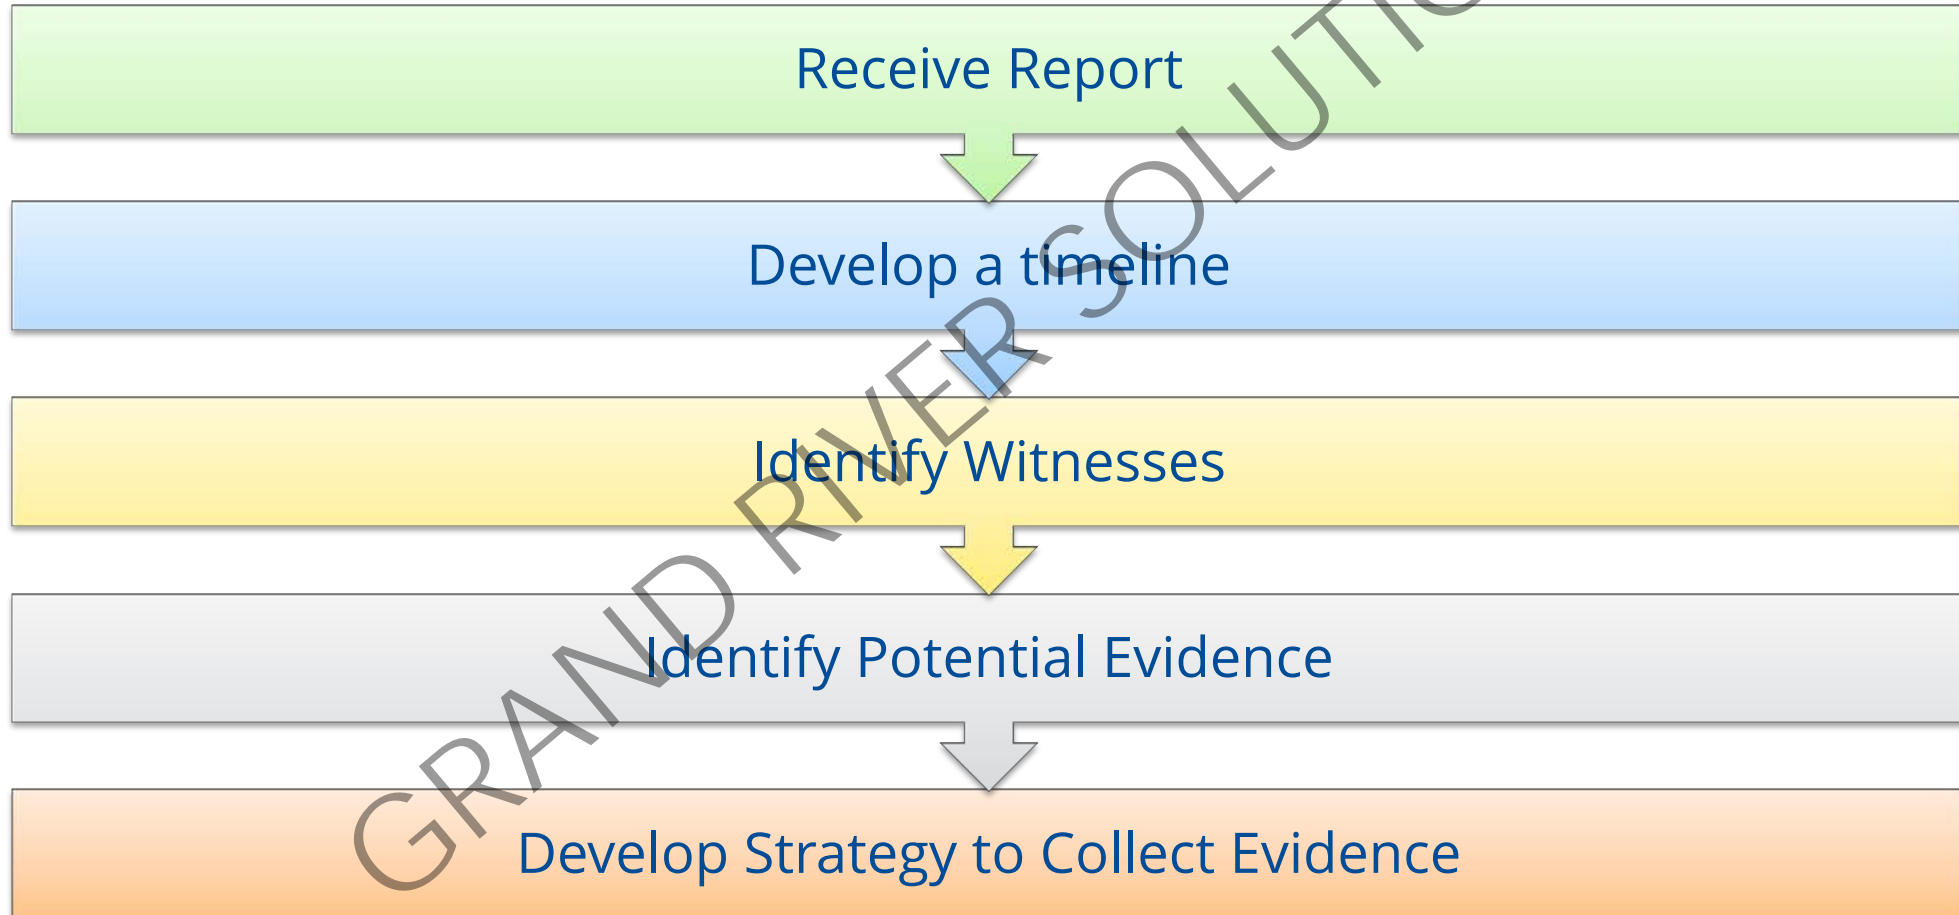 Receive Report
Develop a timeline
Identify Witnesses
Identify Potential Evidence
Develop Strategy to Collect Evidence
GRAND RIVER SOLUTIO